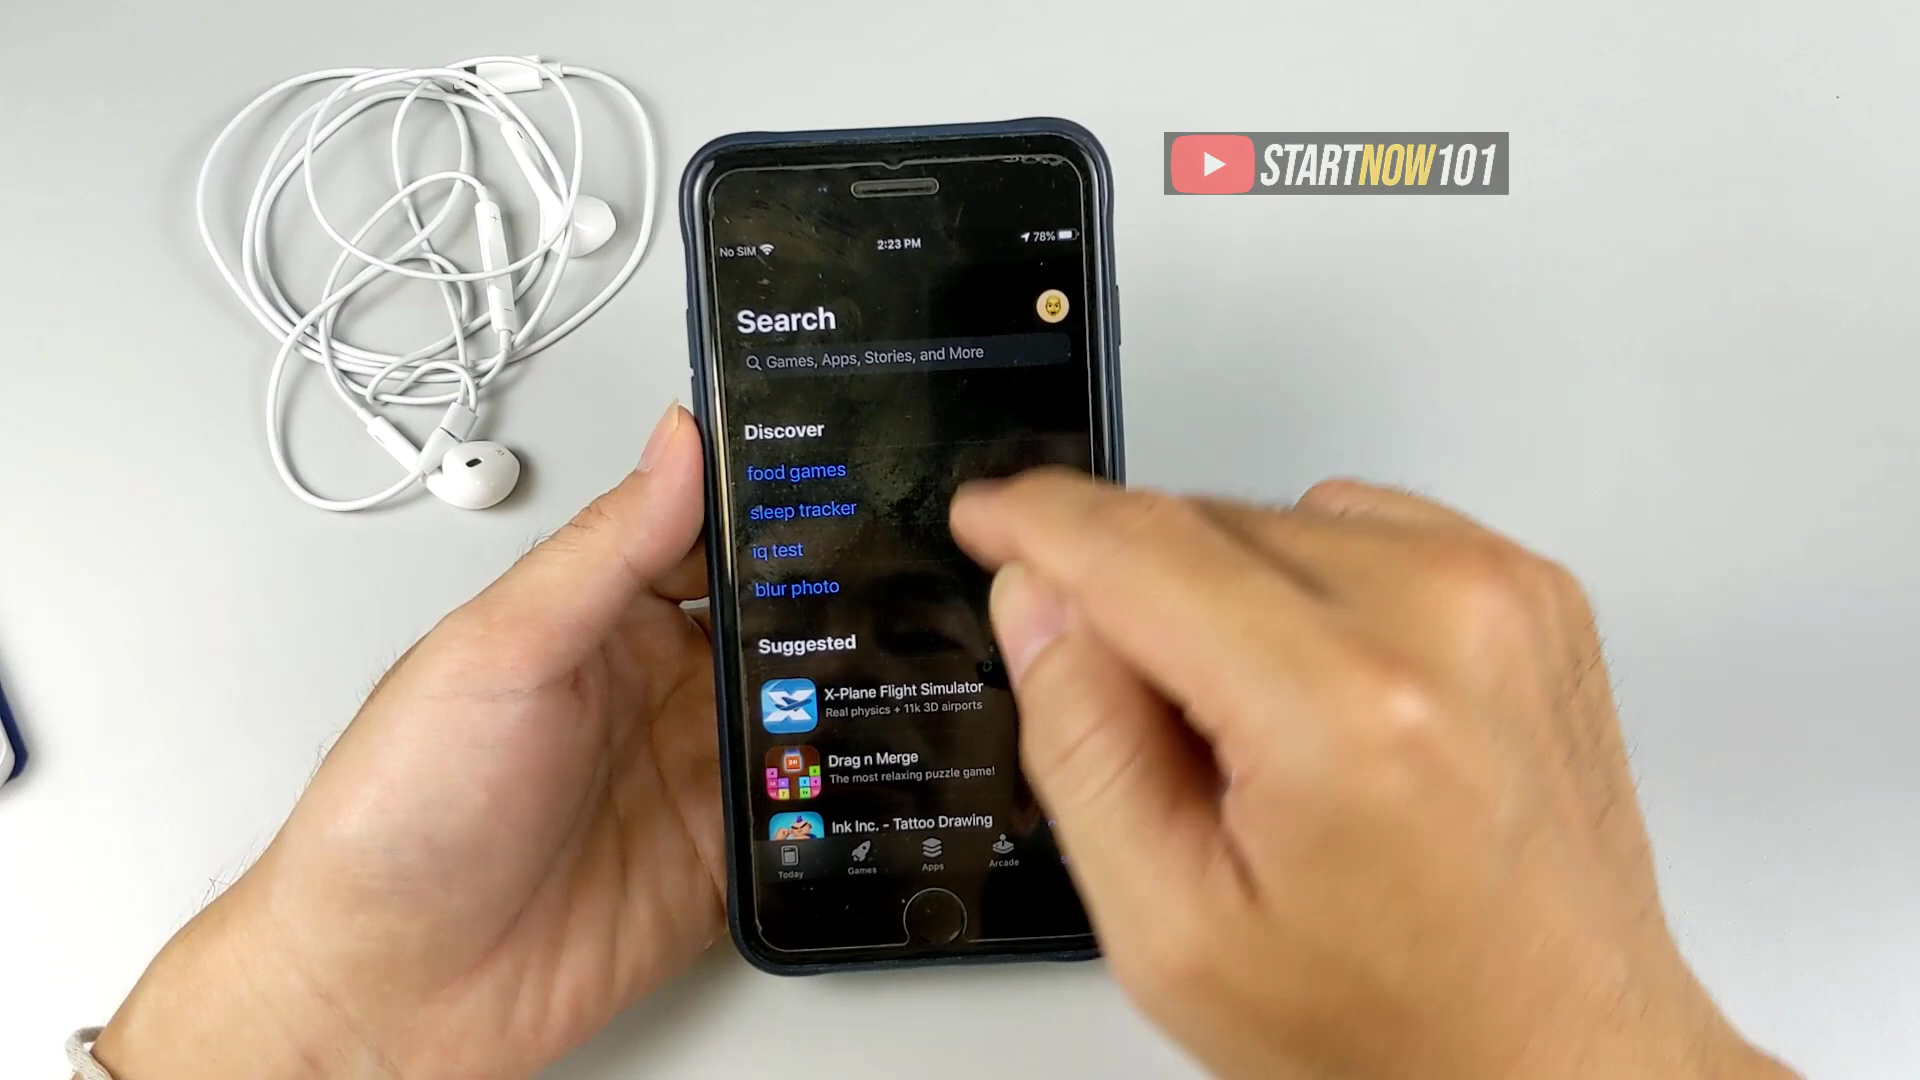 STARTNOW101
No SIM
2:23 PM
78%
Search
Games, Apps, Stories, and More
Discover
food games
sleep tracker
iq test
blur photo
Suggested
X-Plane Flight Simulator
Real physics + 11k 3D airports
Drag n Merge
The most relaxing puzzle game!
Ink Inc. - Tattoo Drawing
Today
Games
Apps
Arcade